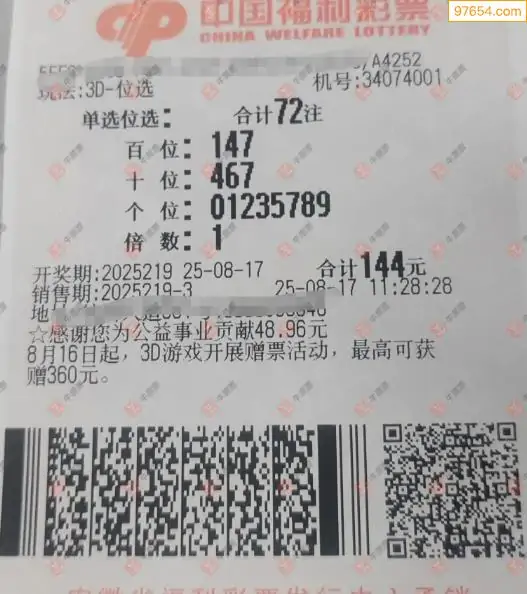 97654.com
中国福利彩票
CHINA WELFARE LOTTERY
A4252
玩法:3D-位选 机号:34074001
单选位选: 合计72注
百 位: 147
十 位: 467
个 位: 01235789
倍 数: 1
开奖期:2025219 25-08-17 合计144元
销售期:2025219-3 25-08-17 11:28:28
地
☆感谢您为公益事业贡献48.96元
8月16日起，3D游戏开展赠票活动，最高可获
赠360元。